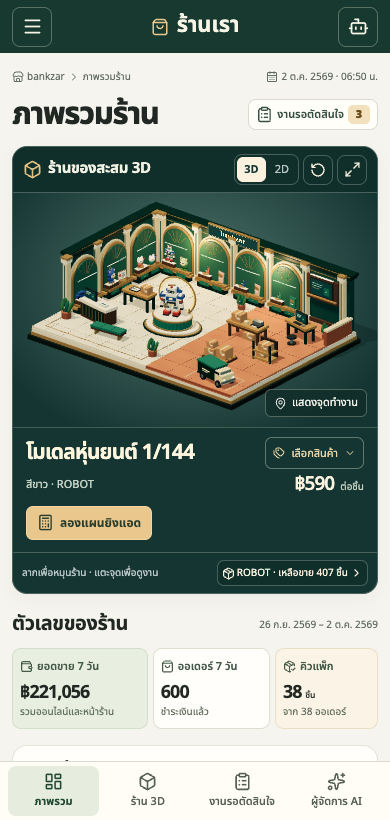 ร้านเรา
bankzar > ภาพรวมร้าน
2 ต.ค. 2569 · 06:50 น.
ภาพรวมร้าน
งานรอตัดสินใจ 3
ร้านของสะสม 3D
3D 2D
bankzar
แสดงจุดทำงาน
โมเดลหุ่นยนต์ 1/144
เลือกสินค้า
สีขาว · ROBOT
฿590 ต่อชิ้น
ลองแผนยิงแอด
ลากเพื่อหมุนร้าน · แตะจุดเพื่อดูงาน
ROBOT · เหลือขาย 407 ชิ้น
ตัวเลขของร้าน
26 ก.ย. 2569 – 2 ต.ค. 2569
ยอดขาย 7 วัน
฿221,056
รวมออนไลน์และหน้าร้าน
ออเดอร์ 7 วัน
600
ชำระเงินแล้ว
คิวแพ็ก
38 ชิ้น
จาก 38 ออเดอร์
ภาพรวม
ร้าน 3D
งานรอตัดสินใจ
ผู้จัดการ AI